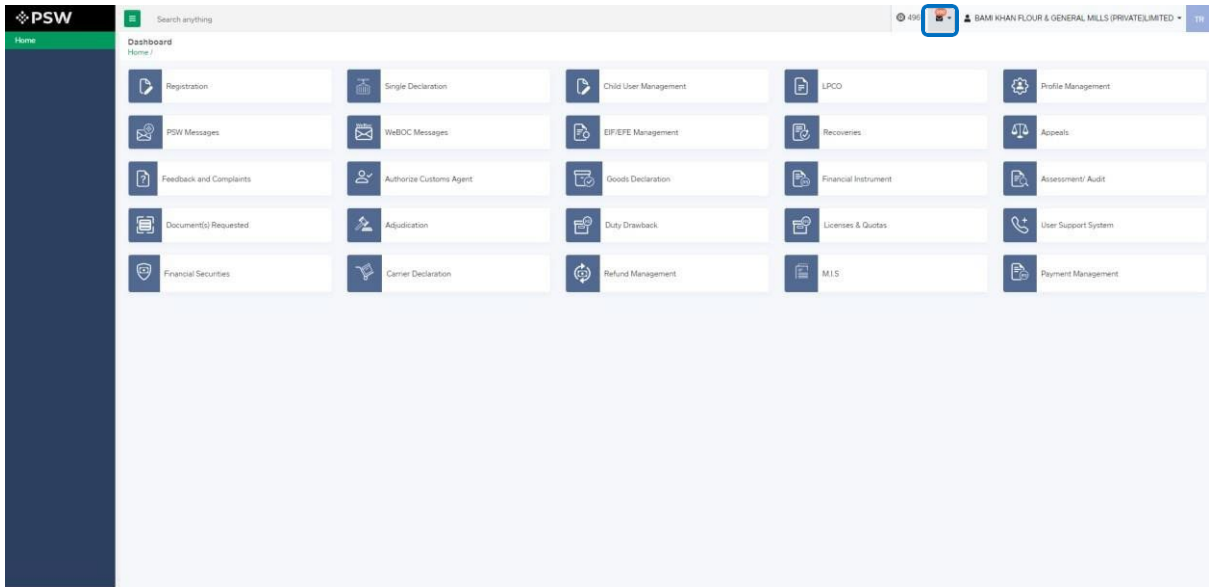 PSW
Search anything
496
BAMI KHAN FLOUR & GENERAL MILLS (PRIVATE)LIMITED
TR
Home
Dashboard
Home /
Registration
Single Declaration
Child User Management
LPCO
Profile Management
PSW Messages
WeBOC Messages
EIF/EFE Management
Recoveries
Appeals
Feedback and Complaints
Authorize Customs Agent
Goods Declaration
Financial Instrument
Assessment/ Audit
Document(s) Requested
Adjudication
Duty Drawback
Licenses & Quotas
User Support System
Financial Securities
Carrier Declaration
Refund Management
M.I.S
Payment Management